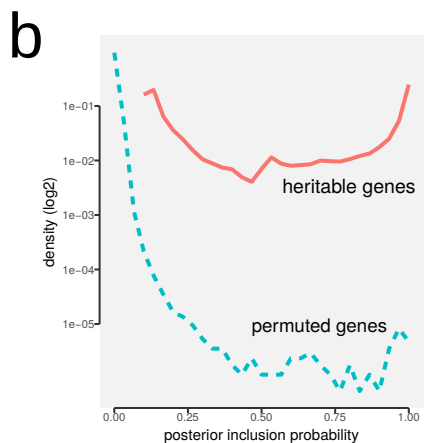 b
1e−01
1e−02
1e−03
1e−04
1e−05
density (log2)
heritable genes
permuted genes
0.00 0.25 0.50 0.75 1.00
posterior inclusion probability